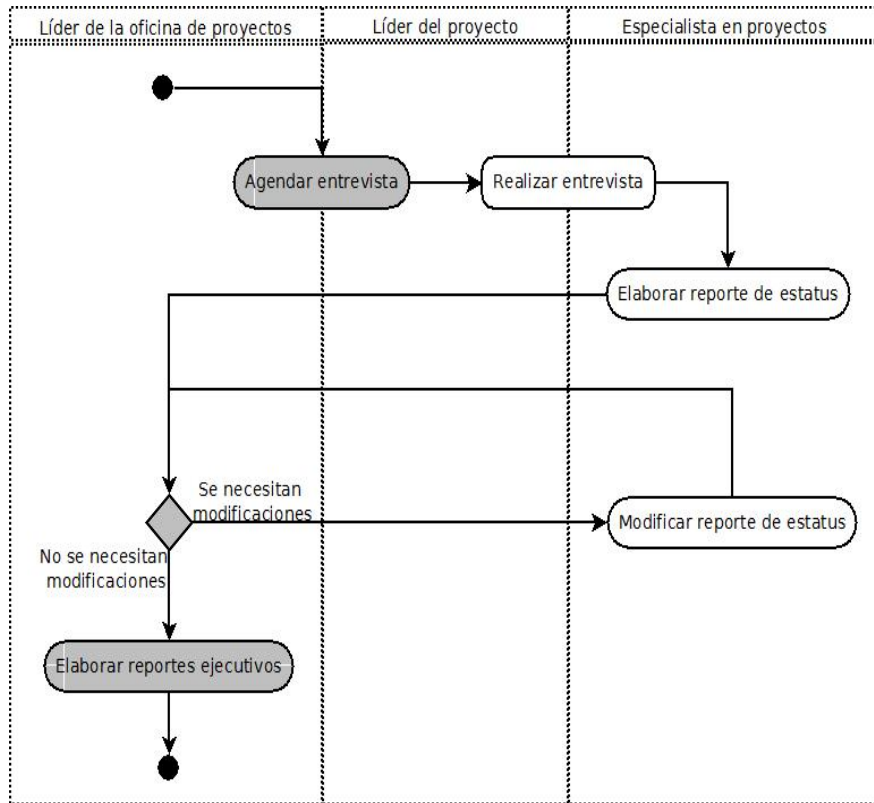 Líder de la oficina de proyectos
Líder del proyecto
Especialista en proyectos
Agendar entrevista
Realizar entrevista
Elaborar reporte de estatus
Se necesitan
modificaciones
Modificar reporte de estatus
No se necesitan
modificaciones
Elaborar reportes ejecutivos